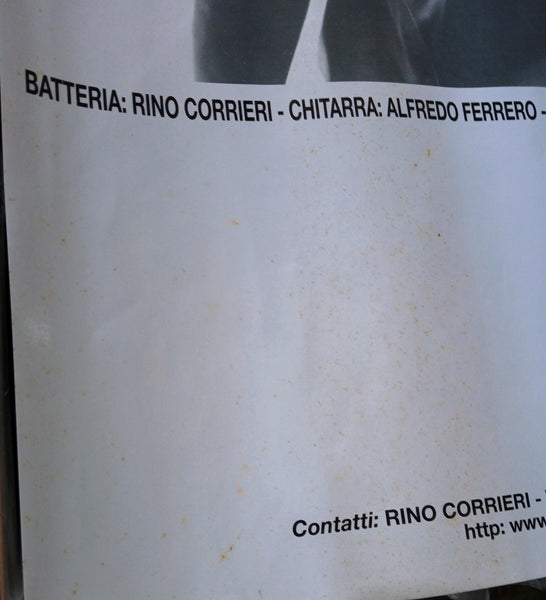 BATTERIA: RINO CORRIERI - CHITARRA: ALFREDO FERRERO -
Contatti: RINO CORRIERI -
http: www